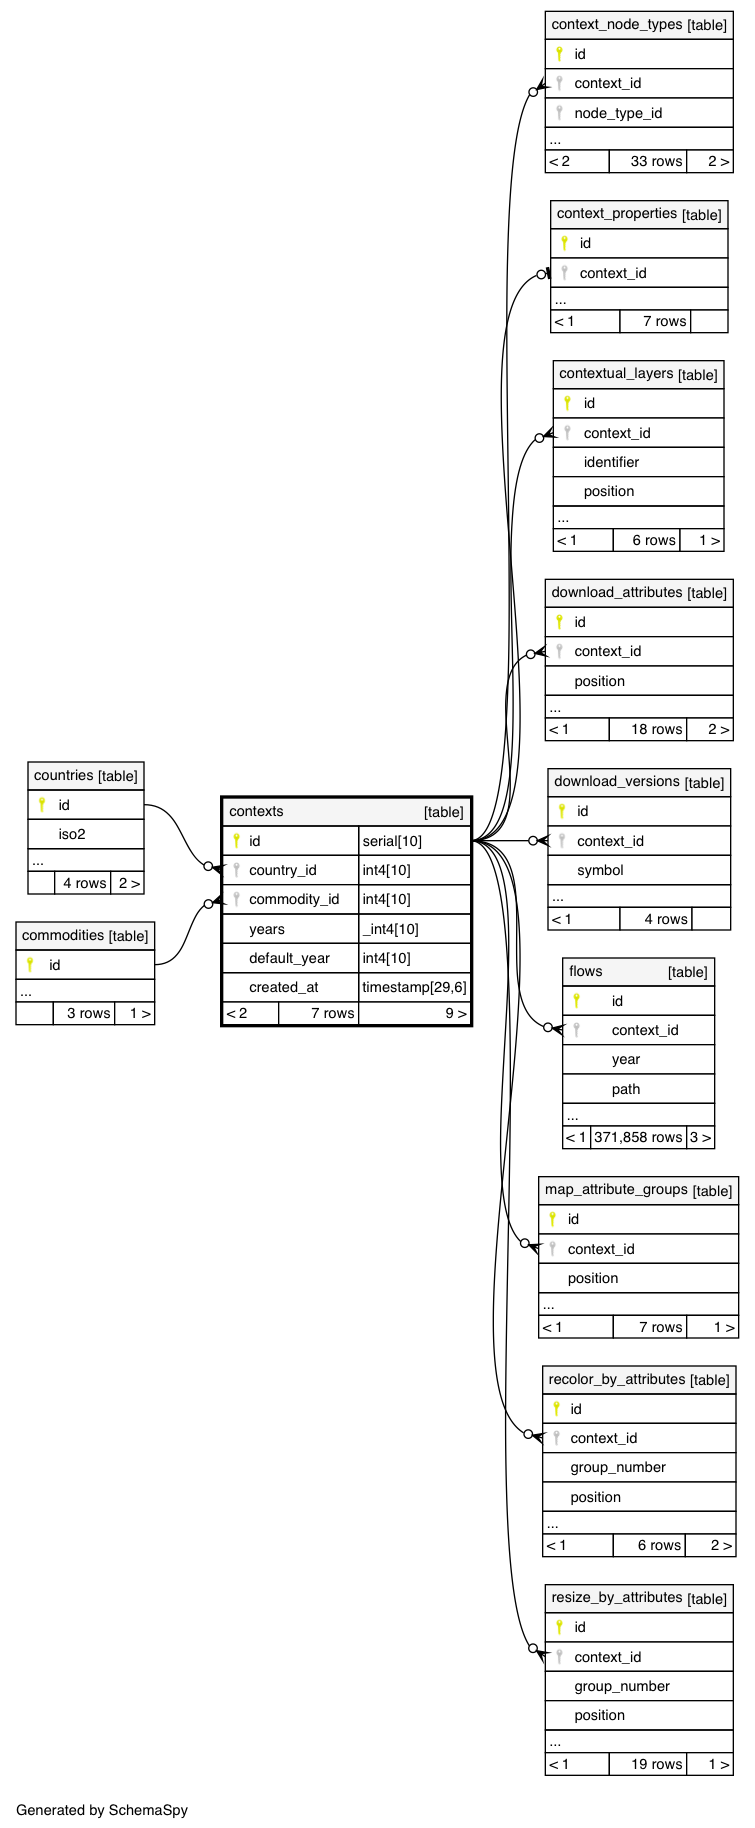 context_node_types [table]
id
context_id
node_type_id
...
< 2 33 rows 2 >
context_properties [table]
id
context_id
...
< 1 7 rows
contextual_layers [table]
id
context_id
identifier
position
...
< 1 6 rows 1 >
download_attributes [table]
id
context_id
position
...
< 1 18 rows 2 >
countries [table]
id
iso2
...
4 rows 2 >
commodities [table]
id
...
3 rows 1 >
contexts [table]
id serial[10]
country_id int4[10]
commodity_id int4[10]
years _int4[10]
default_year int4[10]
created_at timestamp[29,6]
< 2 7 rows 9 >
download_versions [table]
id
context_id
symbol
...
< 1 4 rows
flows [table]
id
context_id
year
path
...
< 1 371,858 rows 3 >
map_attribute_groups [table]
id
context_id
position
...
< 1 7 rows 1 >
recolor_by_attributes [table]
id
context_id
group_number
position
...
< 1 6 rows 2 >
resize_by_attributes [table]
id
context_id
group_number
position
...
< 1 19 rows 1 >
Generated by SchemaSpy